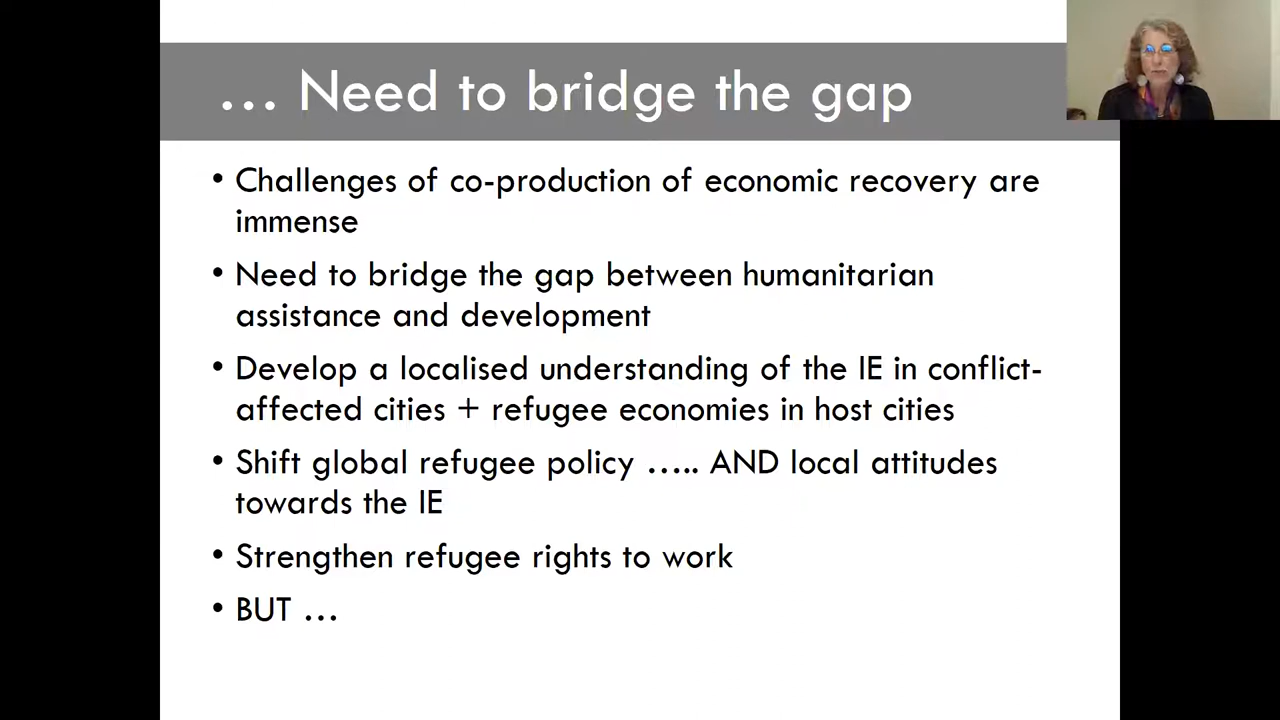 ... Need to bridge the gap
• Challenges of co-production of economic recovery are
immense
• Need to bridge the gap between humanitarian
assistance and development
• Develop a localised understanding of the IE in conflict-
affected cities + refugee economies in host cities
• Shift global refugee policy ….. AND local attitudes
towards the IE
• Strengthen refugee rights to work
• BUT …